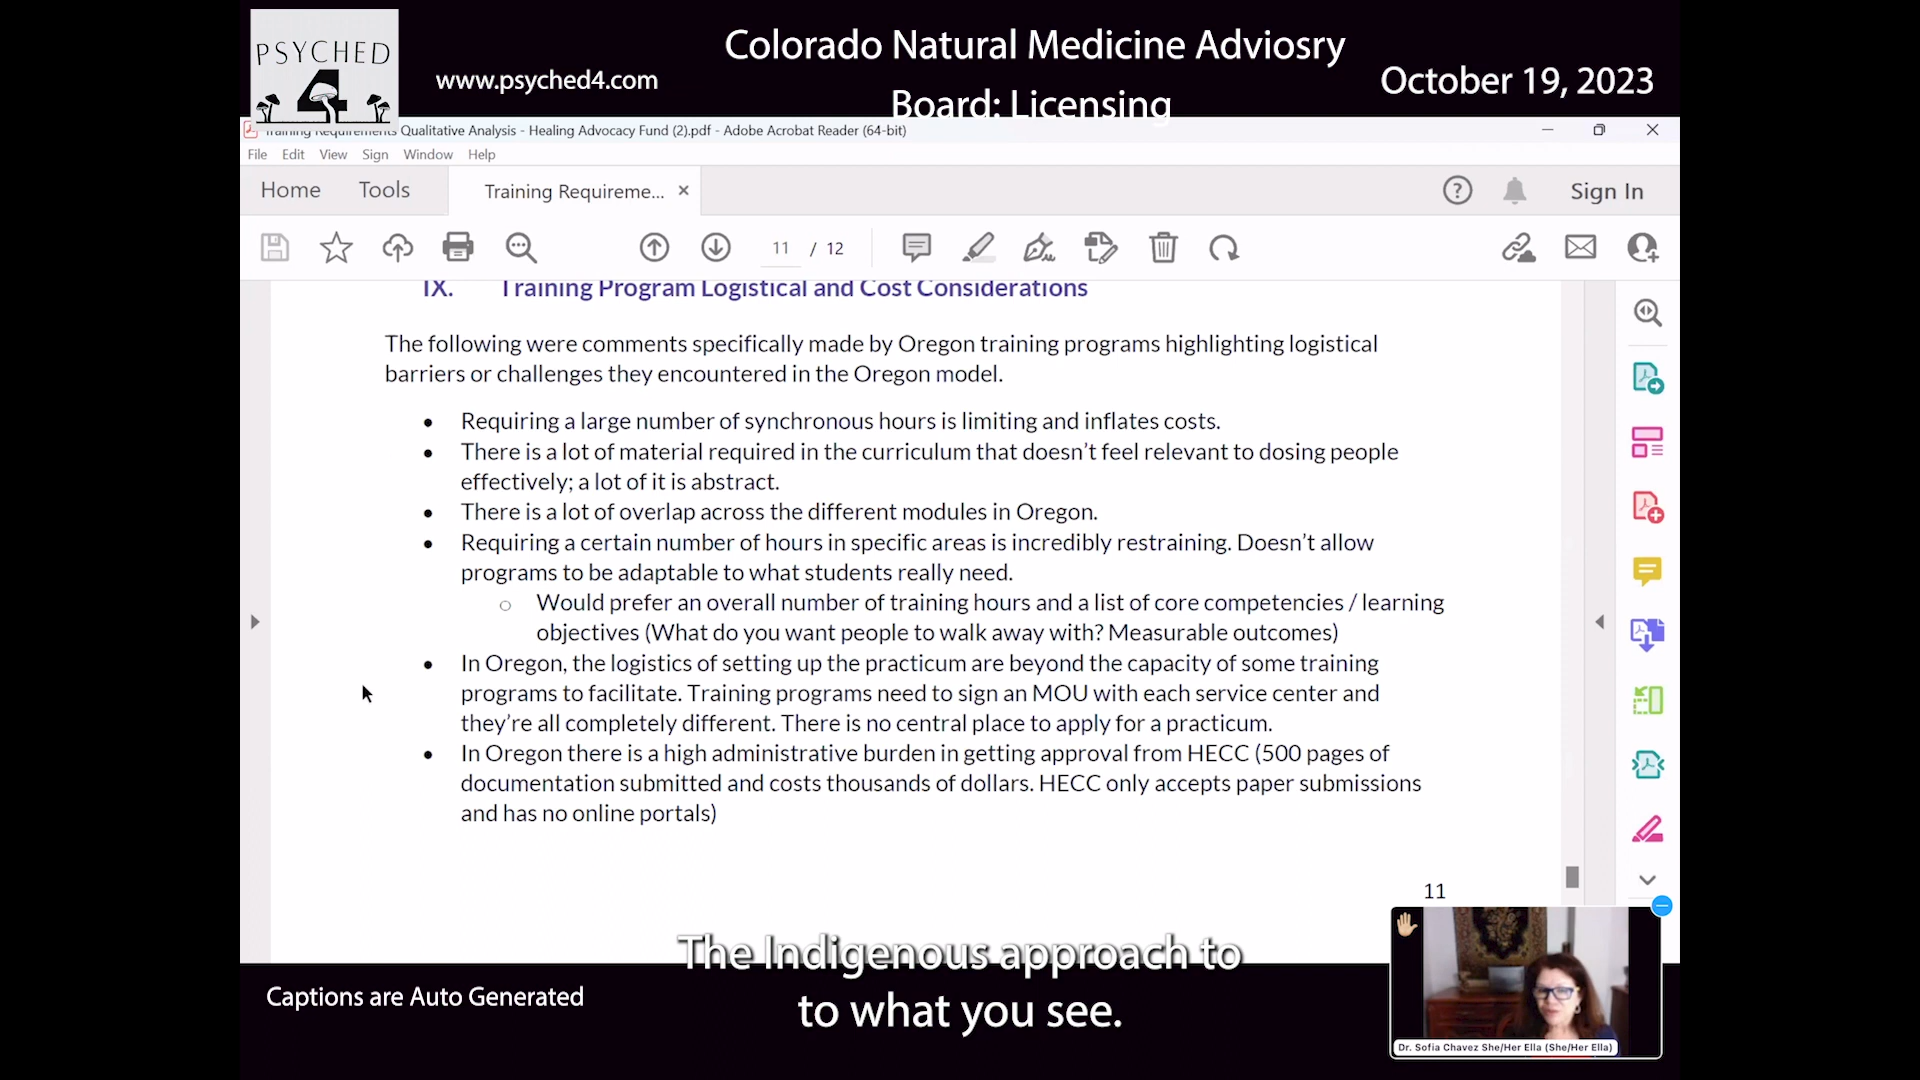 PSYCHED
4
www.psyched4.com
Colorado Natural Medicine Adviosry
Board: Licensing
October 19, 2023
Training Requirements Qualitative Analysis - Healing Advocacy Fund (2).pdf - Adobe Acrobat Reader (64-bit)
File Edit View Sign Window Help
Home Tools Training Requireme... × ? Sign In
11 / 12
IX. Training Program Logistical and Cost Considerations
The following were comments specifically made by Oregon training programs highlighting logistical
barriers or challenges they encountered in the Oregon model.
• Requiring a large number of synchronous hours is limiting and inflates costs.
• There is a lot of material required in the curriculum that doesn't feel relevant to dosing people
effectively; a lot of it is abstract.
• There is a lot of overlap across the different modules in Oregon.
• Requiring a certain number of hours in specific areas is incredibly restraining. Doesn't allow
programs to be adaptable to what students really need.
○ Would prefer an overall number of training hours and a list of core competencies / learning
objectives (What do you want people to walk away with? Measurable outcomes)
• In Oregon, the logistics of setting up the practicum are beyond the capacity of some training
programs to facilitate. Training programs need to sign an MOU with each service center and
they're all completely different. There is no central place to apply for a practicum.
• In Oregon there is a high administrative burden in getting approval from HECC (500 pages of
documentation submitted and costs thousands of dollars. HECC only accepts paper submissions
and has no online portals)
11
The Indigenous approach to
to what you see.
Captions are Auto Generated
Dr. Sofia Chavez She/Her Ella (She/Her Ella)